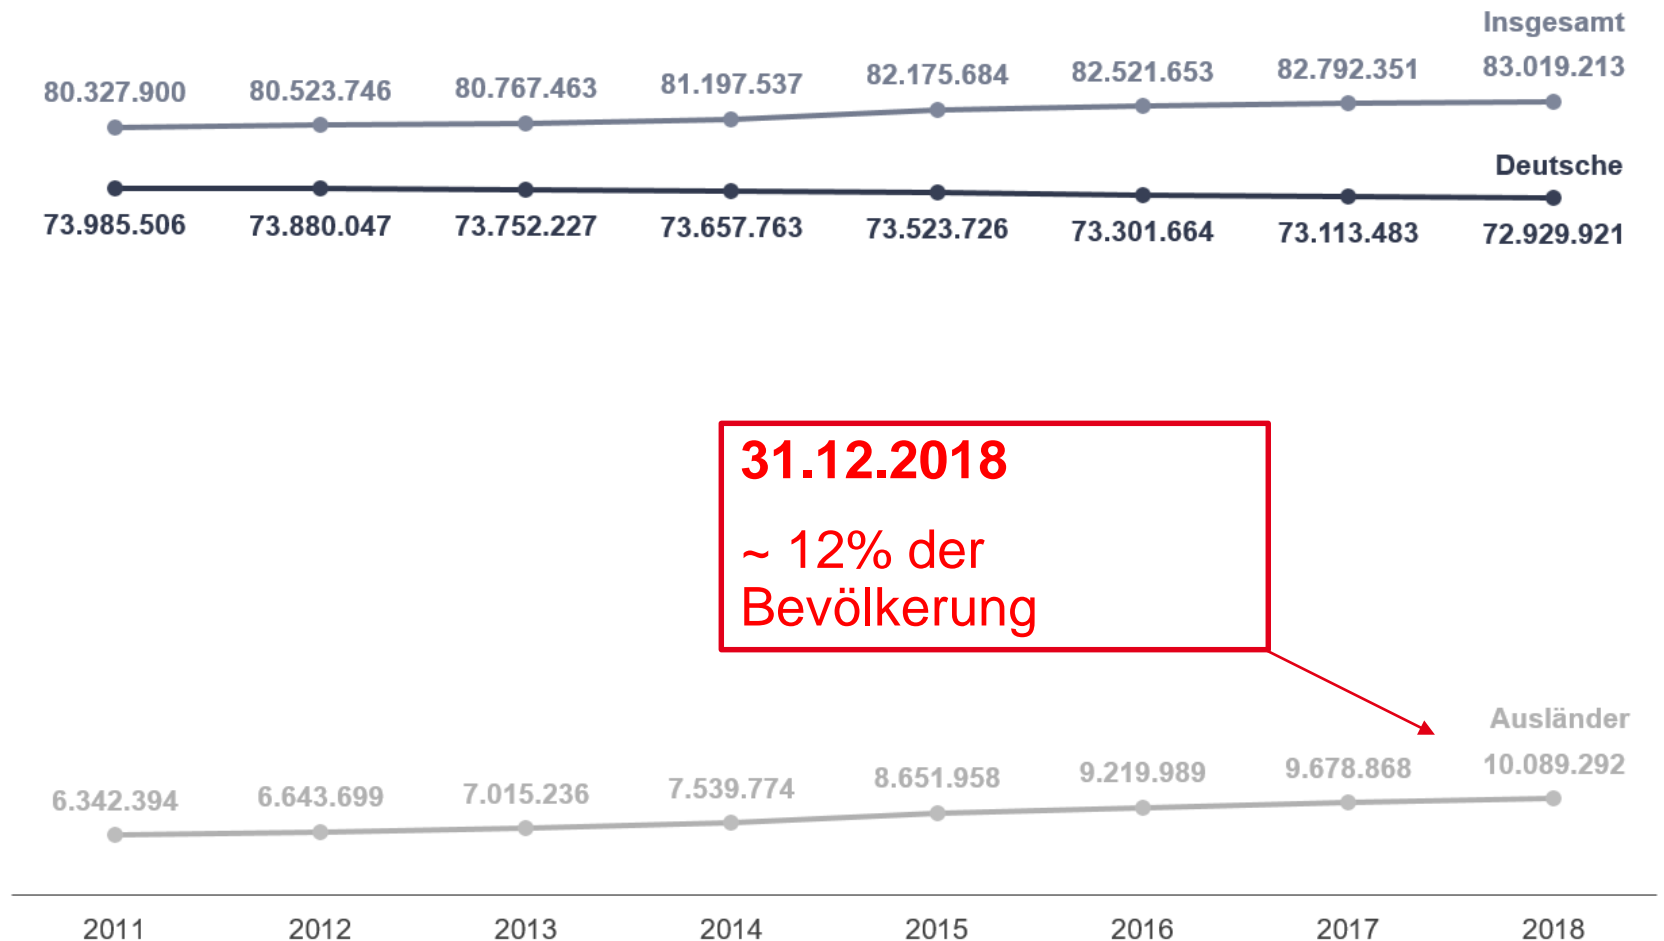 Insgesamt
80.327.900 80.523.746 80.767.463 81.197.537 82.175.684 82.521.653 82.792.351 83.019.213
Deutsche
73.985.506 73.880.047 73.752.227 73.657.763 73.523.726 73.301.664 73.113.483 72.929.921
31.12.2018
~ 12% der
Bevölkerung
Ausländer
6.342.394 6.643.699 7.015.236 7.539.774 8.651.958 9.219.989 9.678.868 10.089.292
2011 2012 2013 2014 2015 2016 2017 2018